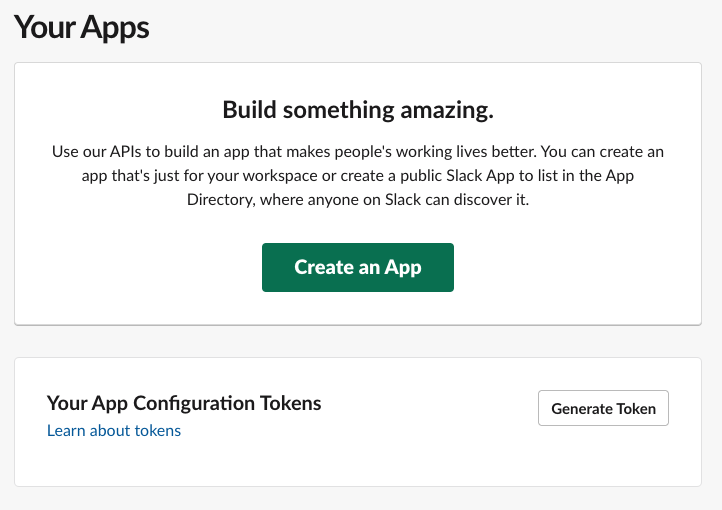 Your Apps
Build something amazing.
Use our APIs to build an app that makes people's working lives better. You can create an
app that's just for your workspace or create a public Slack App to list in the App
Directory, where anyone on Slack can discover it.
Create an App
Your App Configuration Tokens
Generate Token
Learn about tokens